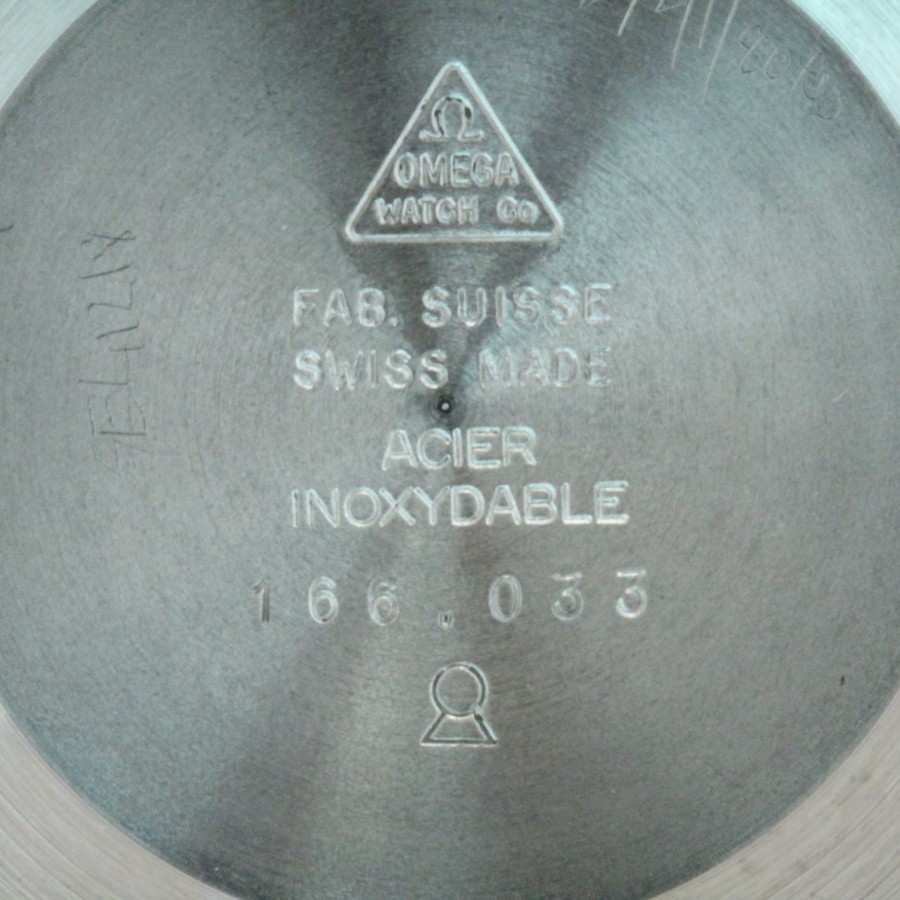 Ω
OMEGA
WATCH Co
FAB. SUISSE
SWISS MADE
ACIER
INOXYDABLE
166.033